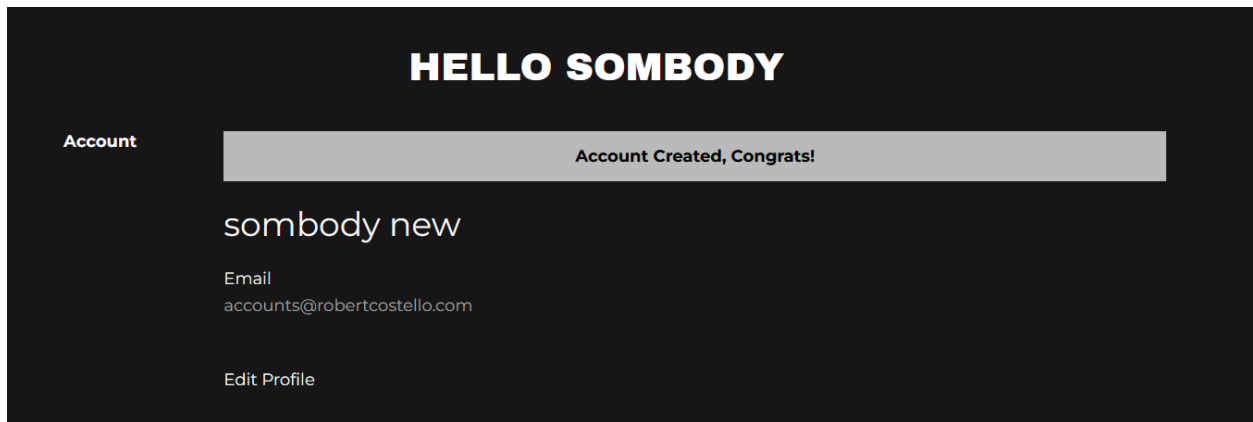 HELLO SOMBODY
Account
Account Created, Congrats!
sombody new
Email
accounts@robertcostello.com
Edit Profile